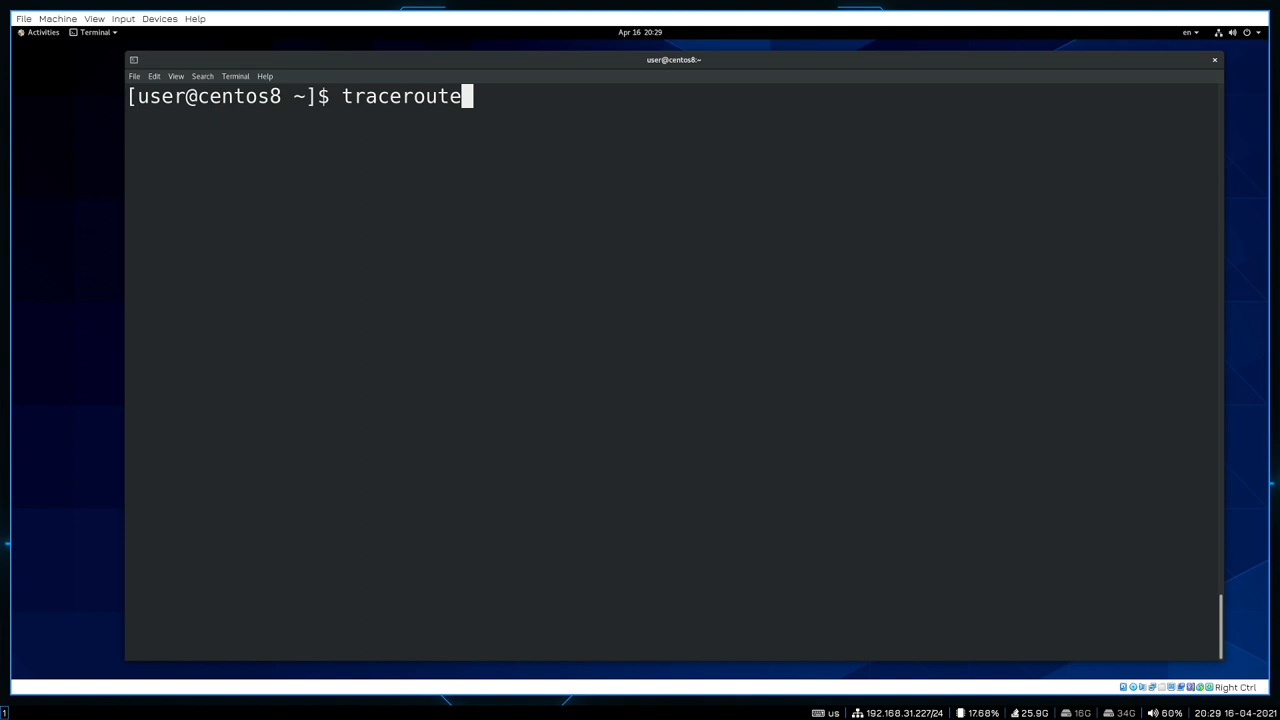 File Machine View Input Devices Help
Activities Terminal Apr 16 20:29 en
user@centos8:~
File Edit View Search Terminal Help
[user@centos8 ~]$ traceroute
Right Ctrl
1 us 192.168.31.227/24 17.68% 25.9G 16G 34G 60% 20:29 16-04-2021